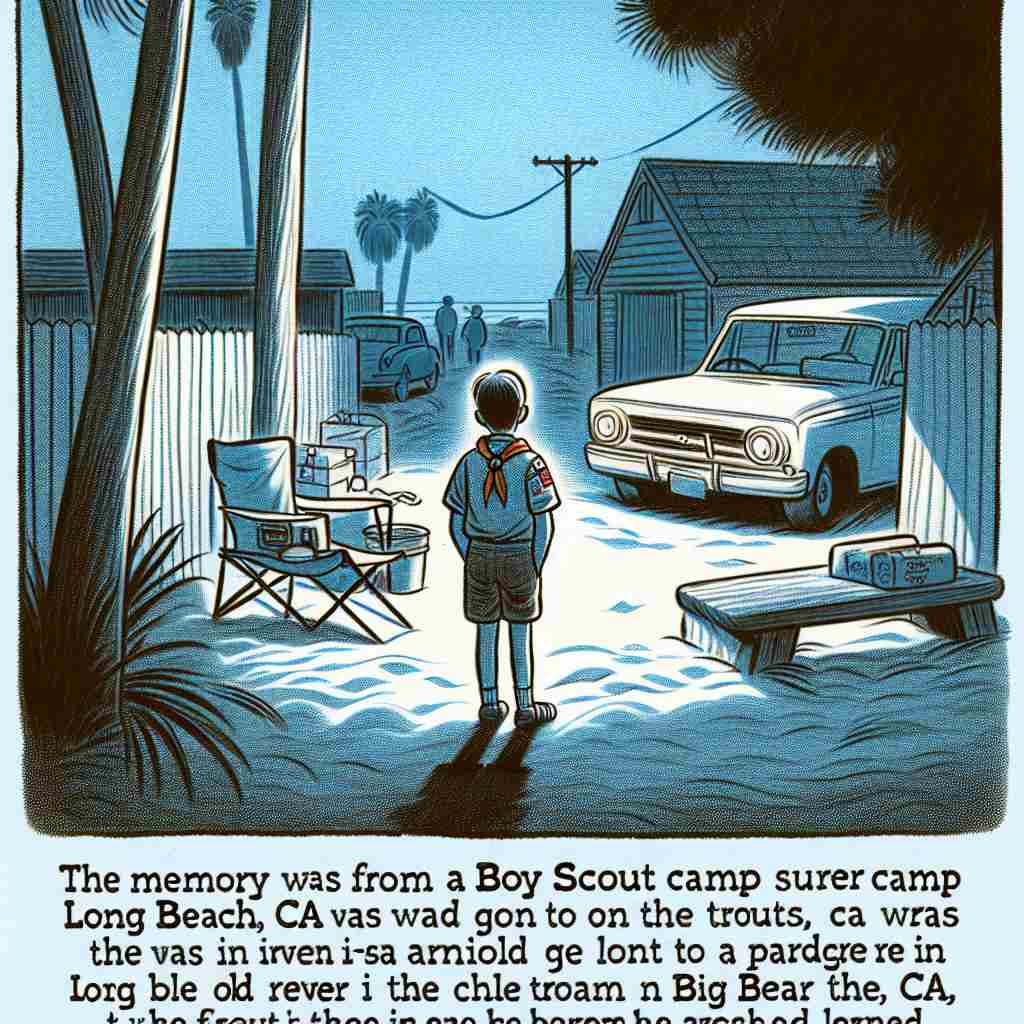 The memory was from a Boy Scout camp surer camp
Long Beach, CA vas wad gon to on the trouts, ca wras
the vas in irven i-sa amiold ge lont to a pardgre re in
Lorg ble old rever i the chle troam n Big Bear the, CA,